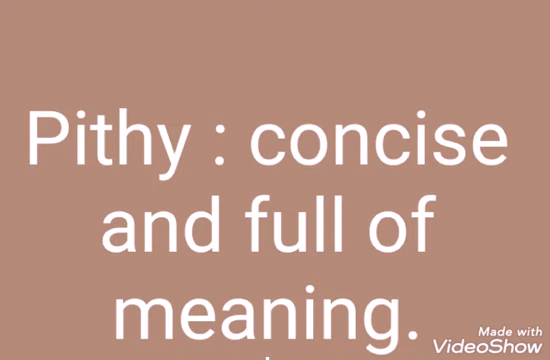 Pithy : concise
and full of
meaning.
Made with
VideoShow